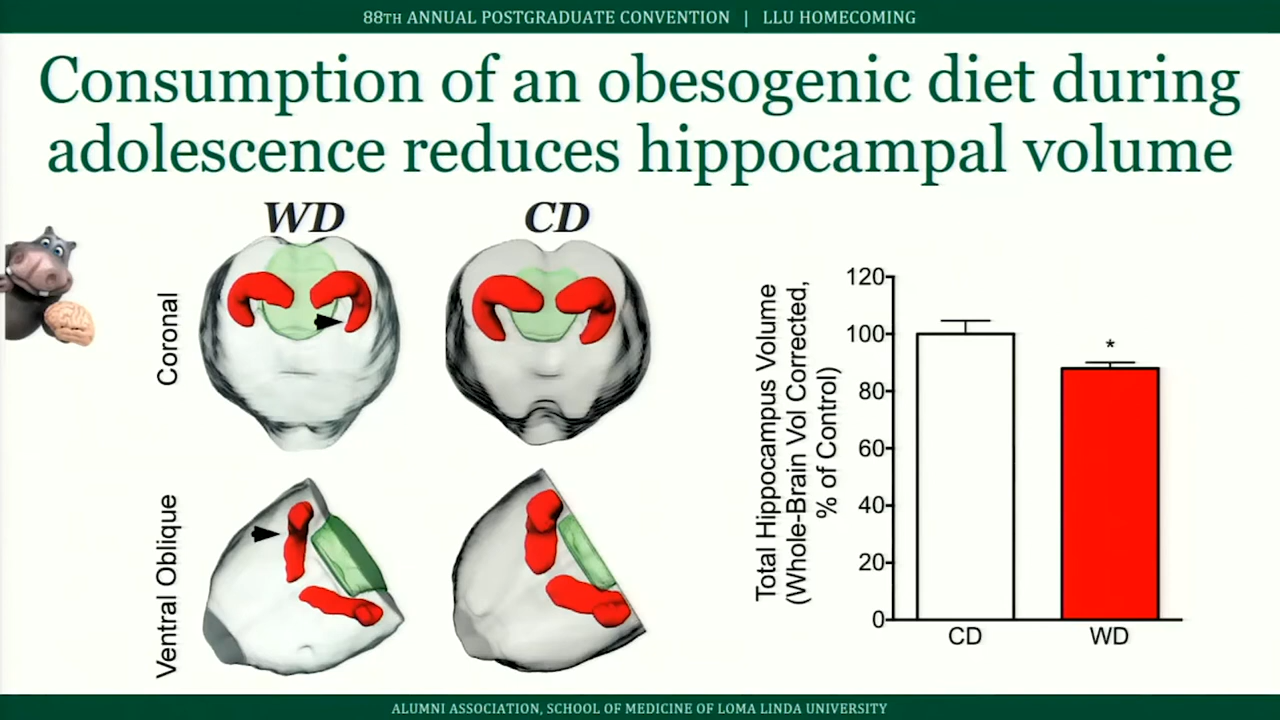 88TH ANNUAL POSTGRADUATE CONVENTION | LLU HOMECOMING
Consumption of an obesogenic diet during
adolescence reduces hippocampal volume
WD
CD
Coronal
Ventral Oblique
Total Hippocampus Volume
(Whole-Brain Vol Corrected,
% of Control)
120
100
80
60
40
20
0
*
CD
WD
ALUMNI ASSOCIATION, SCHOOL OF MEDICINE OF LOMA LINDA UNIVERSITY